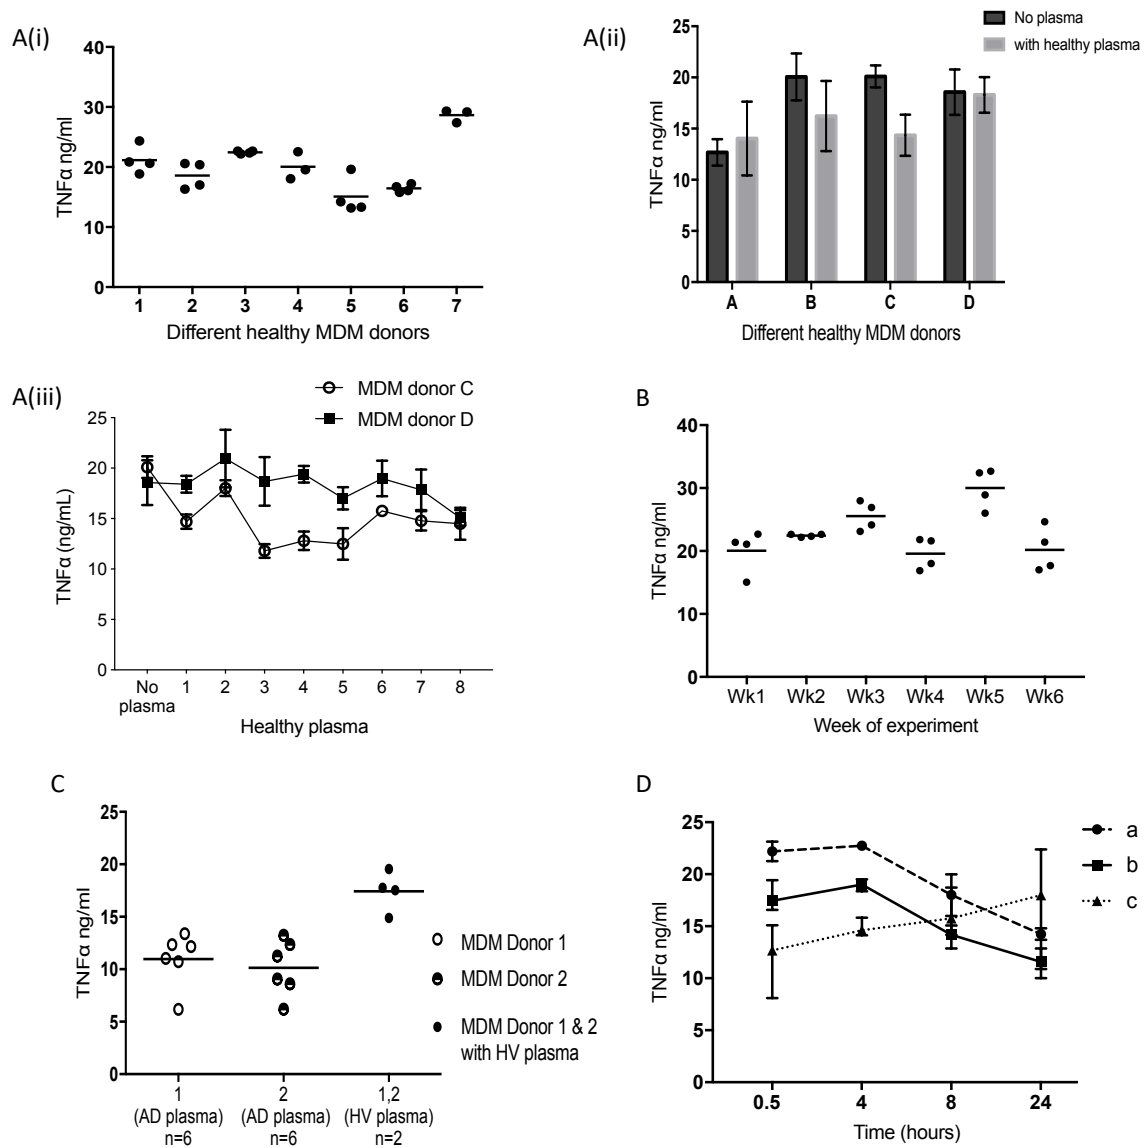 A(i)
TNFα ng/ml
40
30
20
10
0
1 2 3 4 5 6 7
Different healthy MDM donors
A(ii)
No plasma
with healthy plasma
TNFα ng/ml
25
20
15
10
5
0
A B C D
Different healthy MDM donors
A(iii)
MDM donor C
MDM donor D
TNFα (ng/mL)
25
20
15
10
5
0
No 1 2 3 4 5 6 7 8
plasma
Healthy plasma
B
TNFα ng/ml
40
30
20
10
0
Wk1 Wk2 Wk3 Wk4 Wk5 Wk6
Week of experiment
C
TNFα ng/ml
25
20
15
10
5
0
1 2 1,2
(AD plasma) (AD plasma) (HV plasma)
n=6 n=6 n=2
MDM Donor 1
MDM Donor 2
MDM Donor 1 & 2
with HV plasma
D
a
b
c
TNFα ng/ml
25
20
15
10
5
0
0.5 4 8 24
Time (hours)